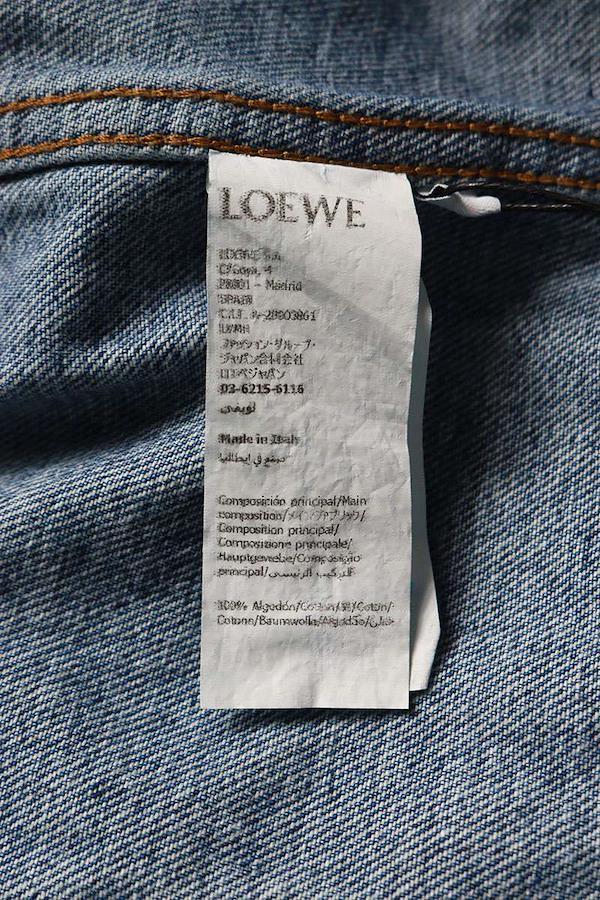 LOEWE
LOEWE S.A.
C/Goya, 4
28001 - Madrid
SPAIN
C.I.F. A-28003861
LVMH
ファッション・グループ・
ジャパン合同会社
ロエベジャパン
03-6215-6116
لويفي
Made in Italy
صنع في إيطاليا
Composición principal/Main
composition/メインファブリック/
Composition principal/
Composizione principale/
Hauptgewebe/Composição
principal/التركيب الرئيسي
100% Algodón/Cotton/綿/Coton/
Cotone/Baumwolle/Algodão/قطن